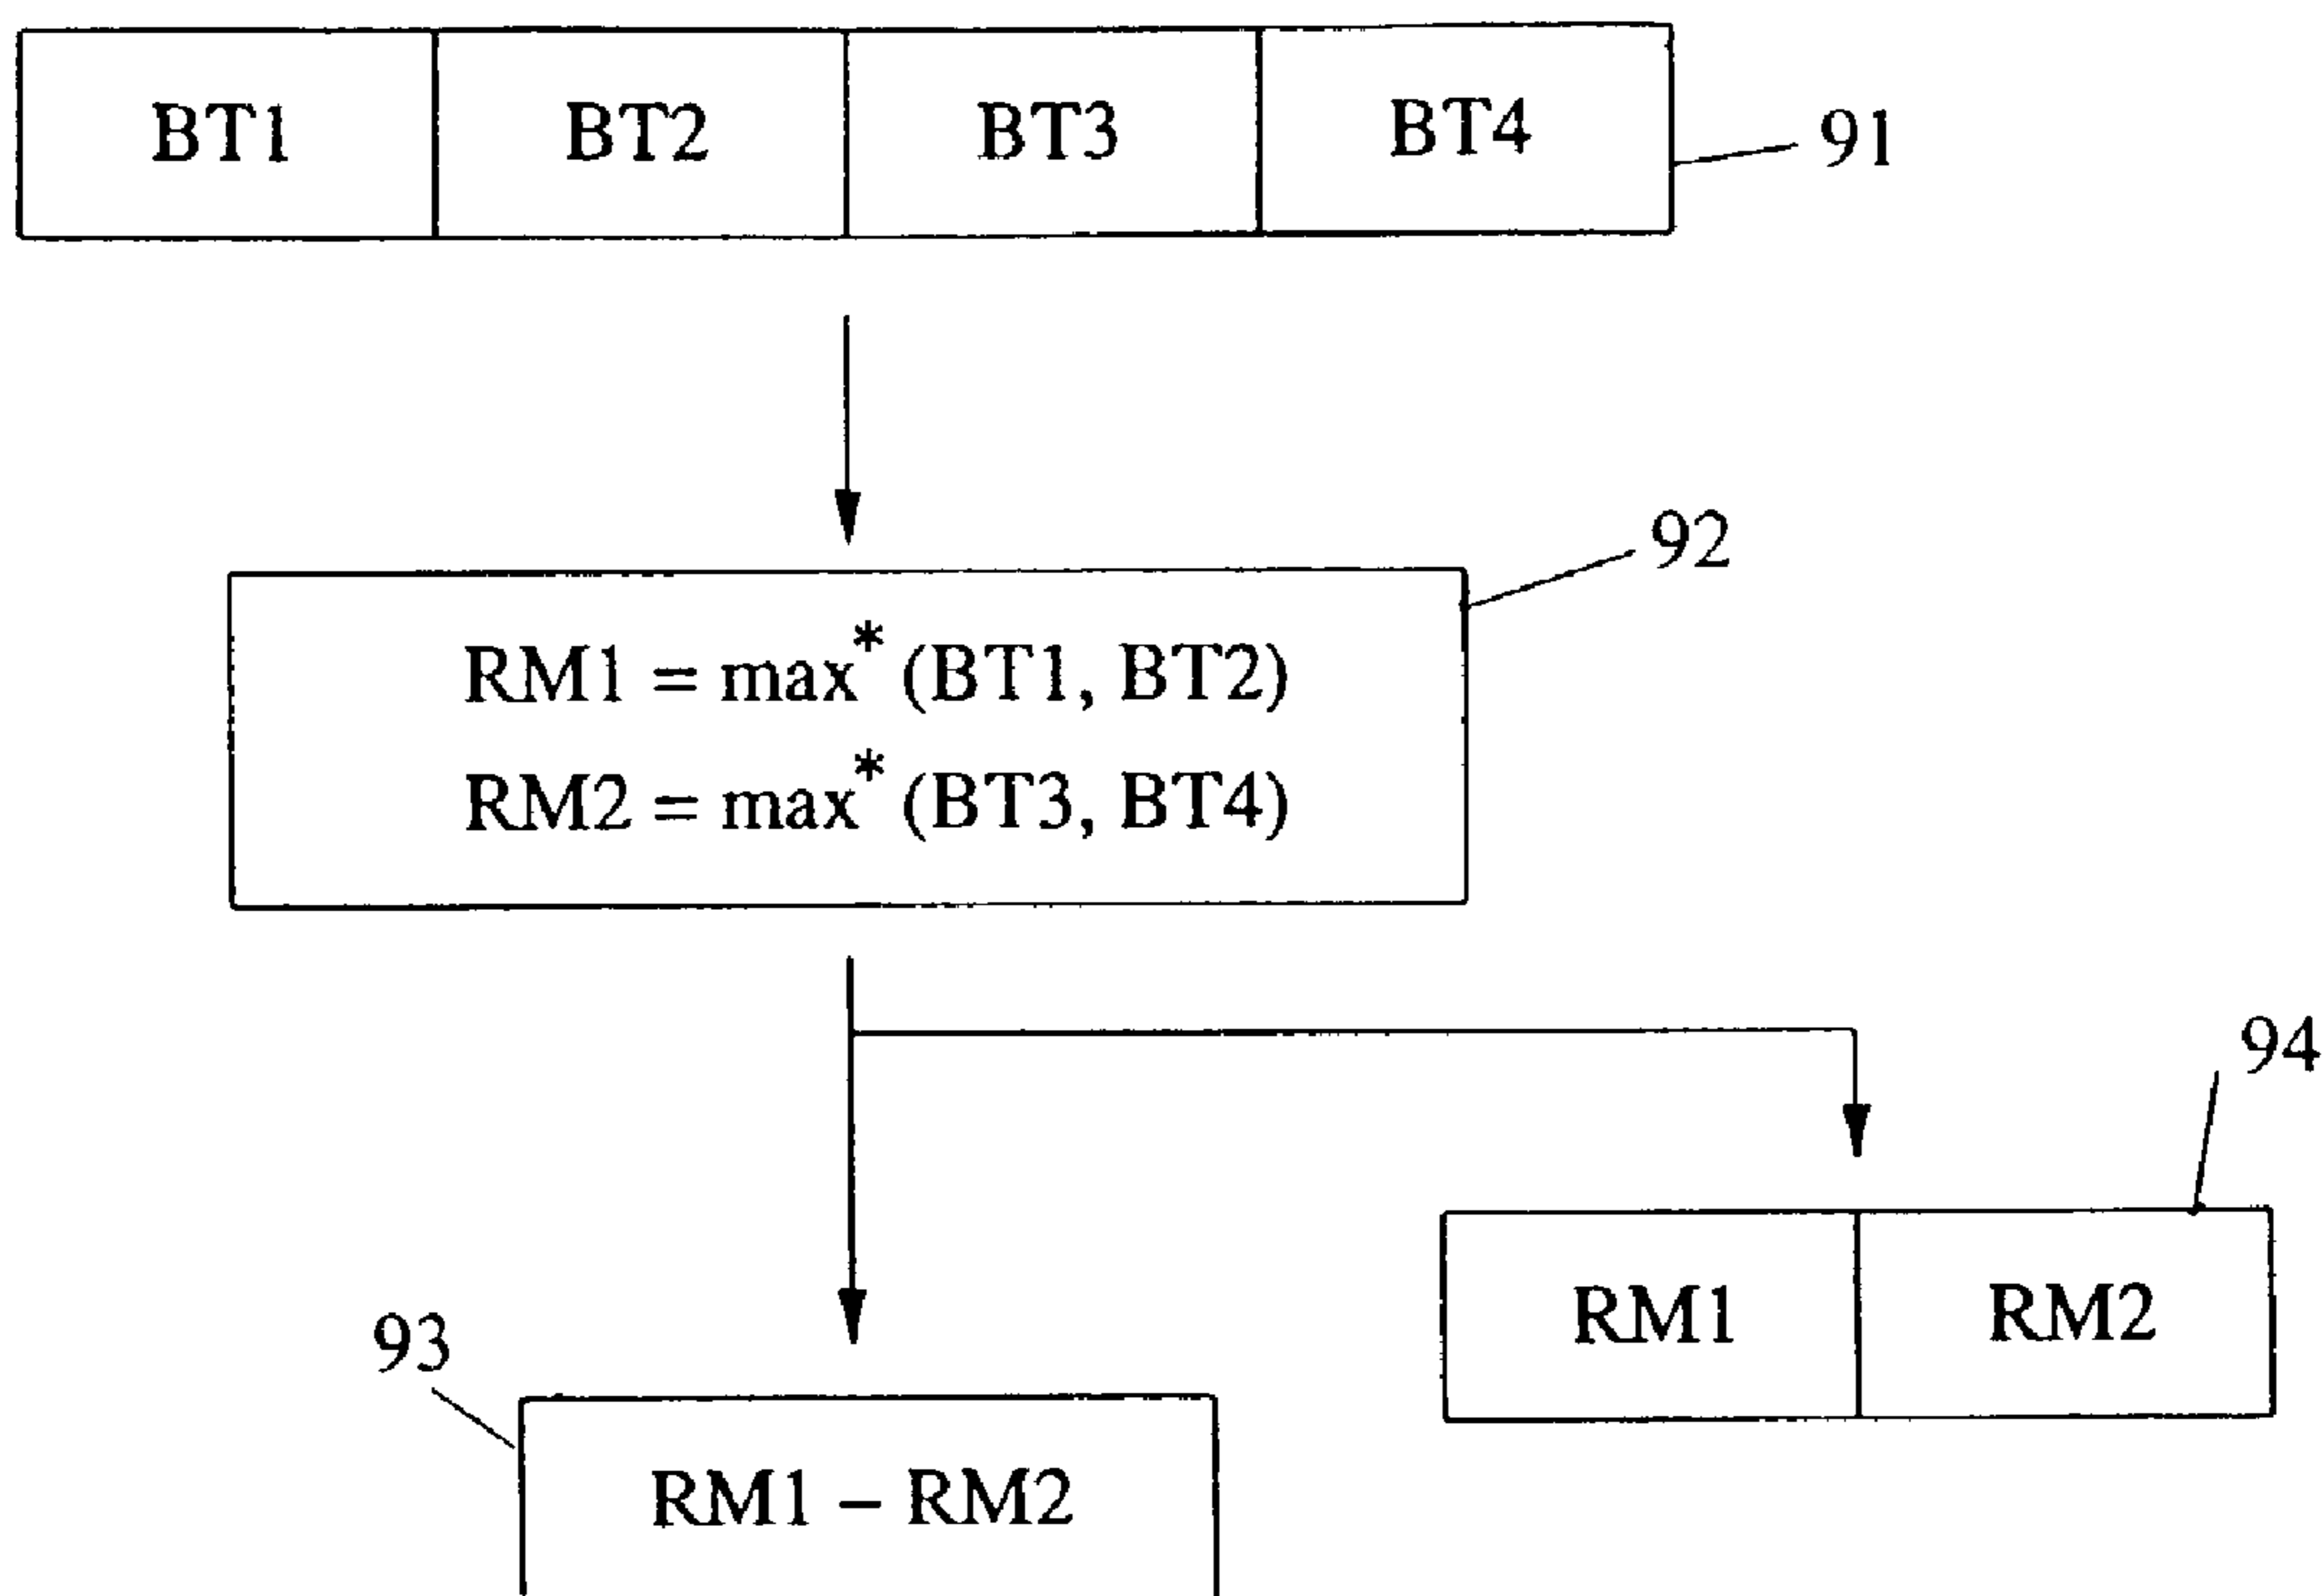 BT1 BT2 BT3 BT4 91
92
RM1 = max* (BT1, BT2)
RM2 = max* (BT3, BT4)
94
RM1 RM2
93
RM1 – RM2